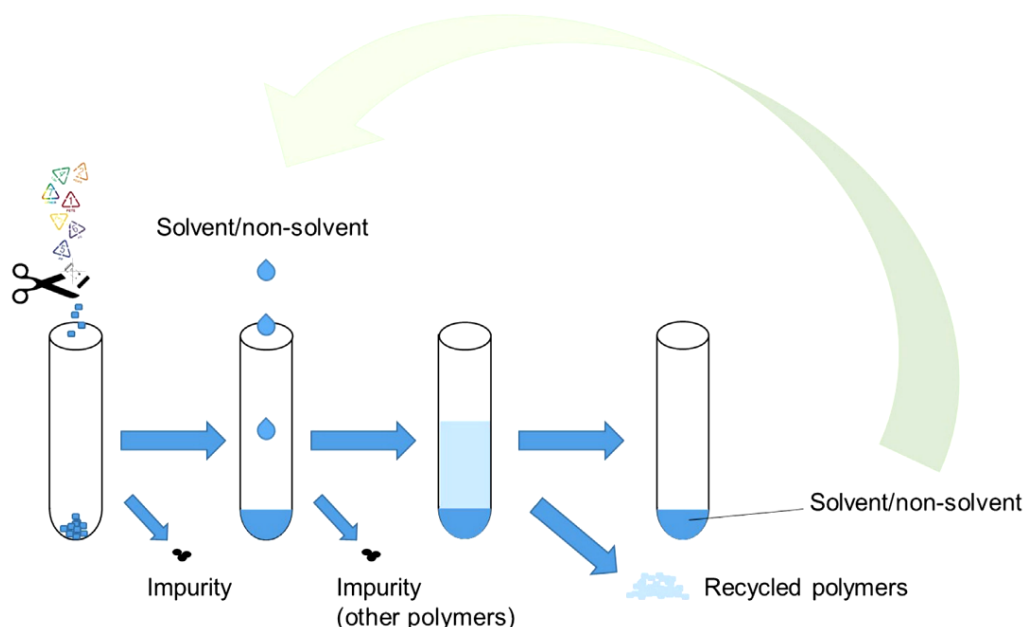 Solvent/non-solvent
Solvent/non-solvent
Impurity
Impurity
(other polymers)
Recycled polymers